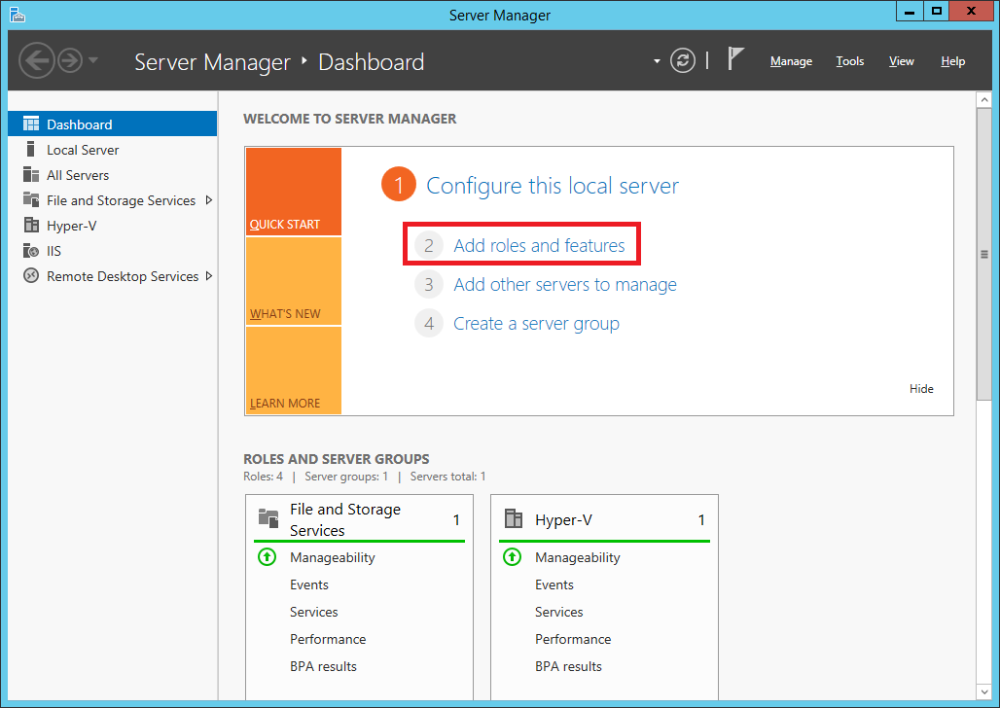 Server Manager
Server Manager ‣ Dashboard
Manage Tools View Help
Dashboard
Local Server
All Servers
File and Storage Services
Hyper-V
IIS
Remote Desktop Services
WELCOME TO SERVER MANAGER
QUICK START
WHAT'S NEW
LEARN MORE
1 Configure this local server
2 Add roles and features
3 Add other servers to manage
4 Create a server group
Hide
ROLES AND SERVER GROUPS
Roles: 4 | Server groups: 1 | Servers total: 1
File and Storage
Services 1
Manageability
Events
Services
Performance
BPA results
Hyper-V 1
Manageability
Events
Services
Performance
BPA results